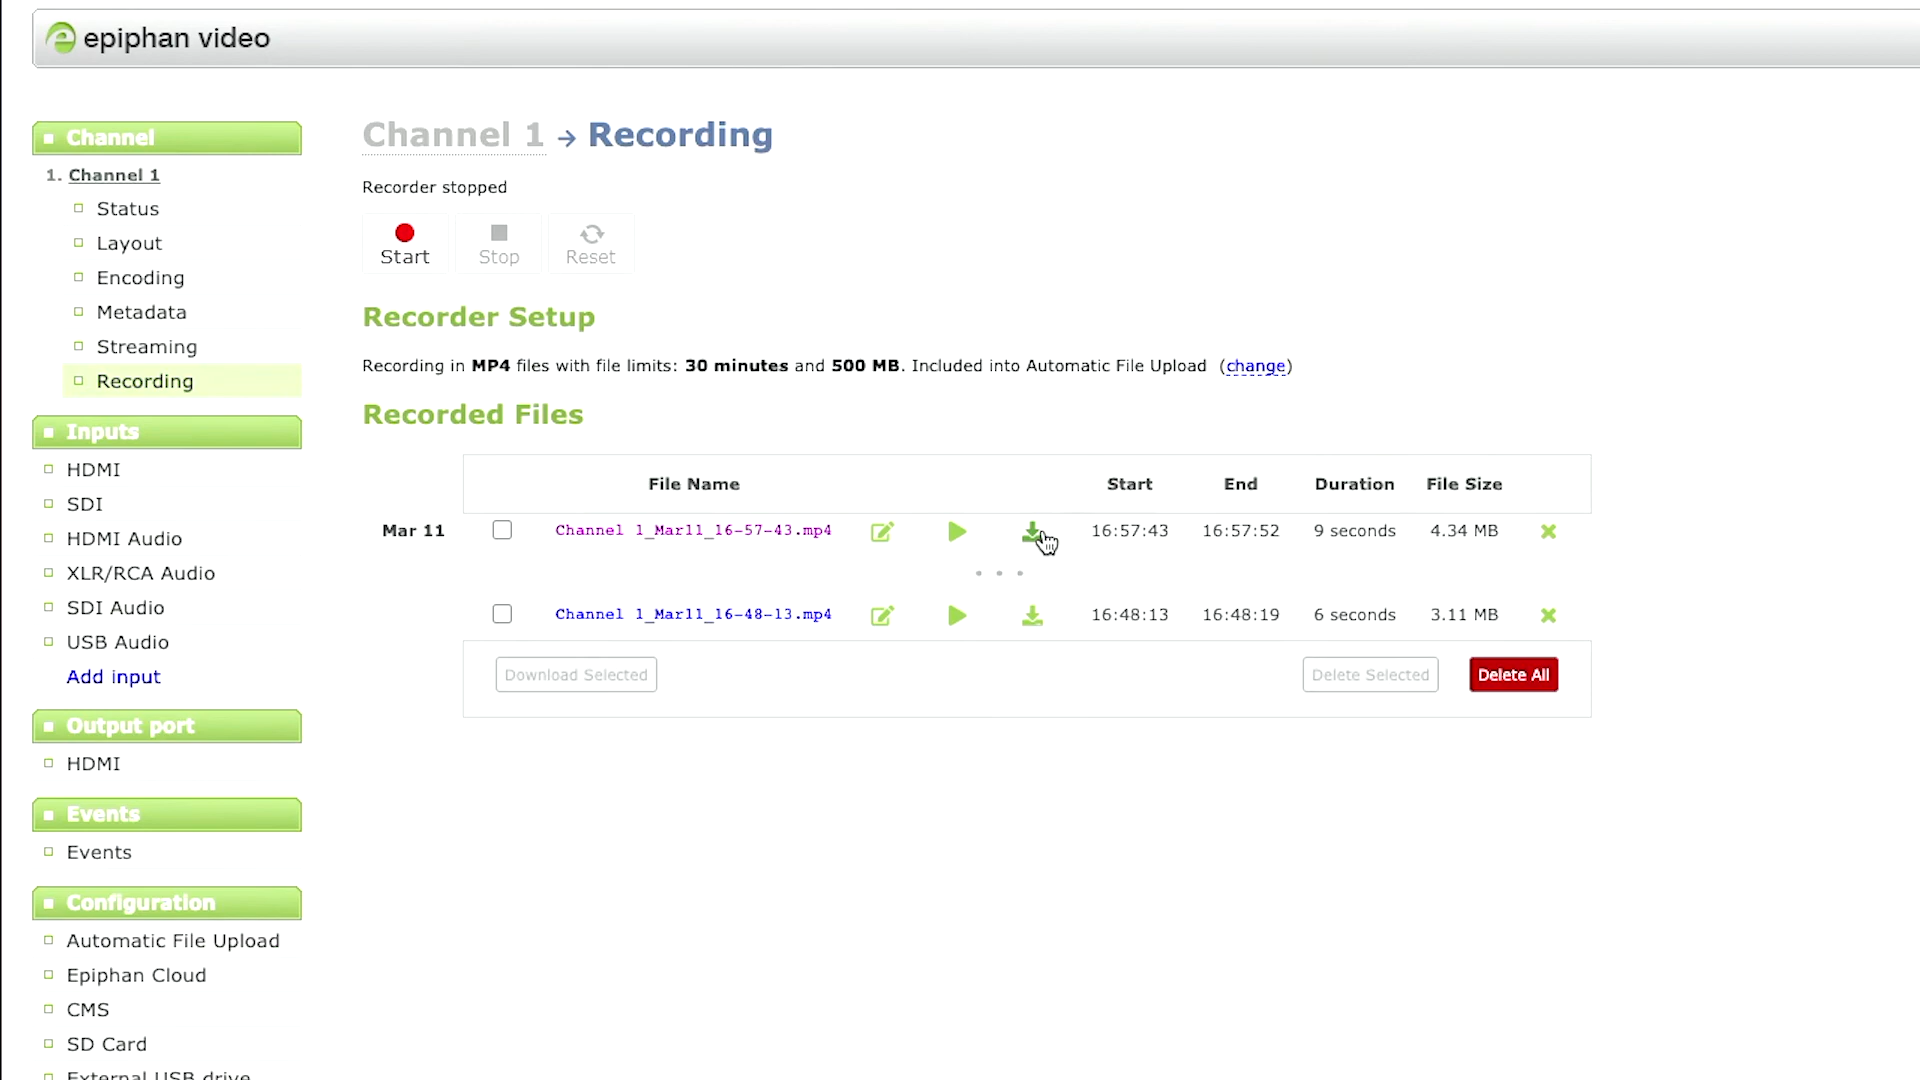 epiphan video
Channel
1. Channel 1
Status
Layout
Encoding
Metadata
Streaming
Recording
Inputs
HDMI
SDI
HDMI Audio
XLR/RCA Audio
SDI Audio
USB Audio
Add input
Output port
HDMI
Events
Events
Configuration
Automatic File Upload
Epiphan Cloud
CMS
SD Card
External USB drive
Channel 1 → Recording
Recorder stopped
Start Stop Reset
Recorder Setup
Recording in MP4 files with file limits: 30 minutes and 500 MB. Included into Automatic File Upload (change)
Recorded Files
File Name Start End Duration File Size
Mar 11 Channel 1_Mar11_16-57-43.mp4 16:57:43 16:57:52 9 seconds 4.34 MB
. . .
Channel 1_Mar11_16-48-13.mp4 16:48:13 16:48:19 6 seconds 3.11 MB
Download Selected Delete Selected Delete All